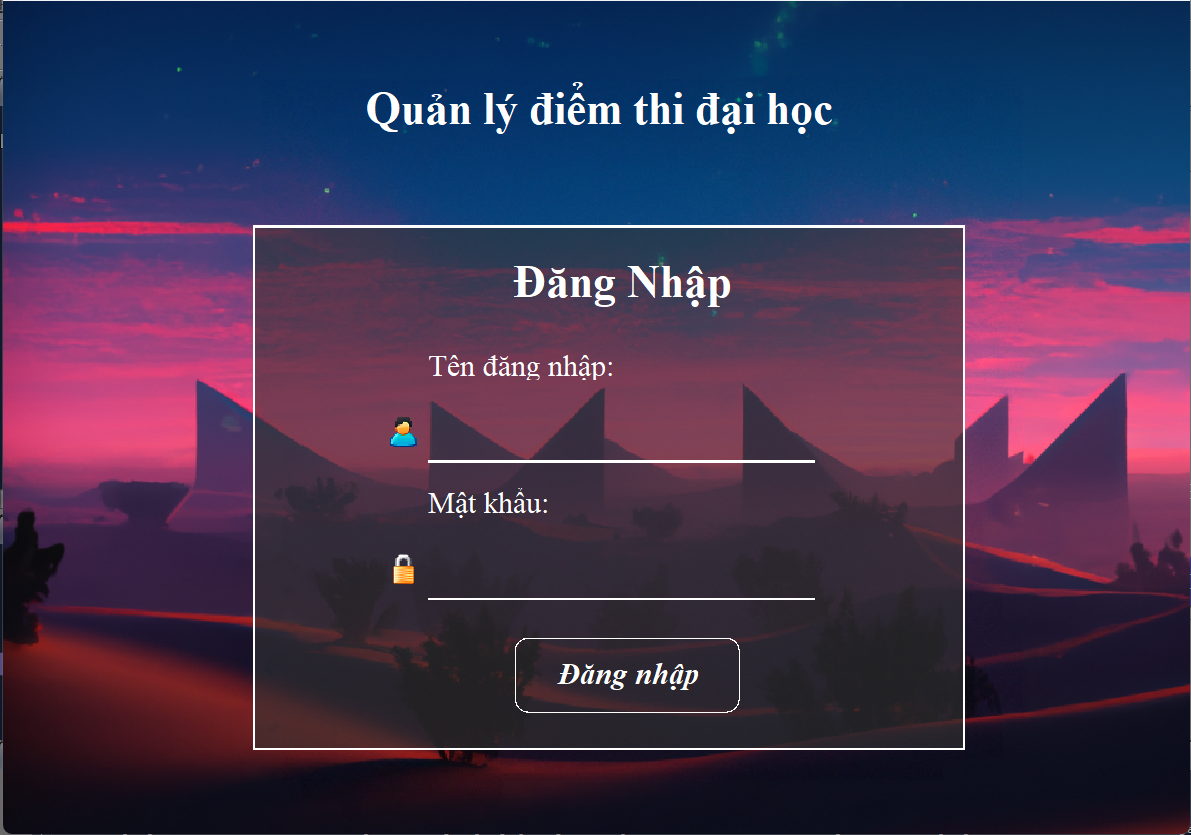 Quản lý điểm thi đại học
Đăng Nhập
Tên đăng nhập:
Mật khẩu:
Đăng nhập